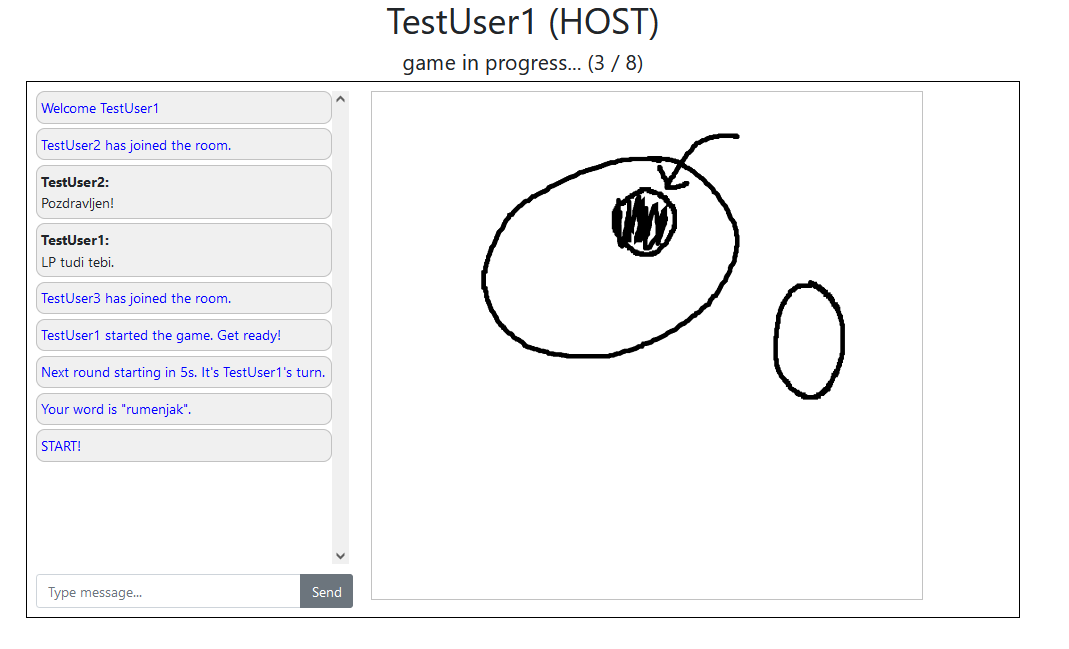 TestUser1 (HOST)
game in progress... (3 / 8)
Welcome TestUser1
TestUser2 has joined the room.
TestUser2:
Pozdravljen!
TestUser1:
LP tudi tebi.
TestUser3 has joined the room.
TestUser1 started the game. Get ready!
Next round starting in 5s. It's TestUser1's turn.
Your word is "rumenjak".
START!
Type message...
Send